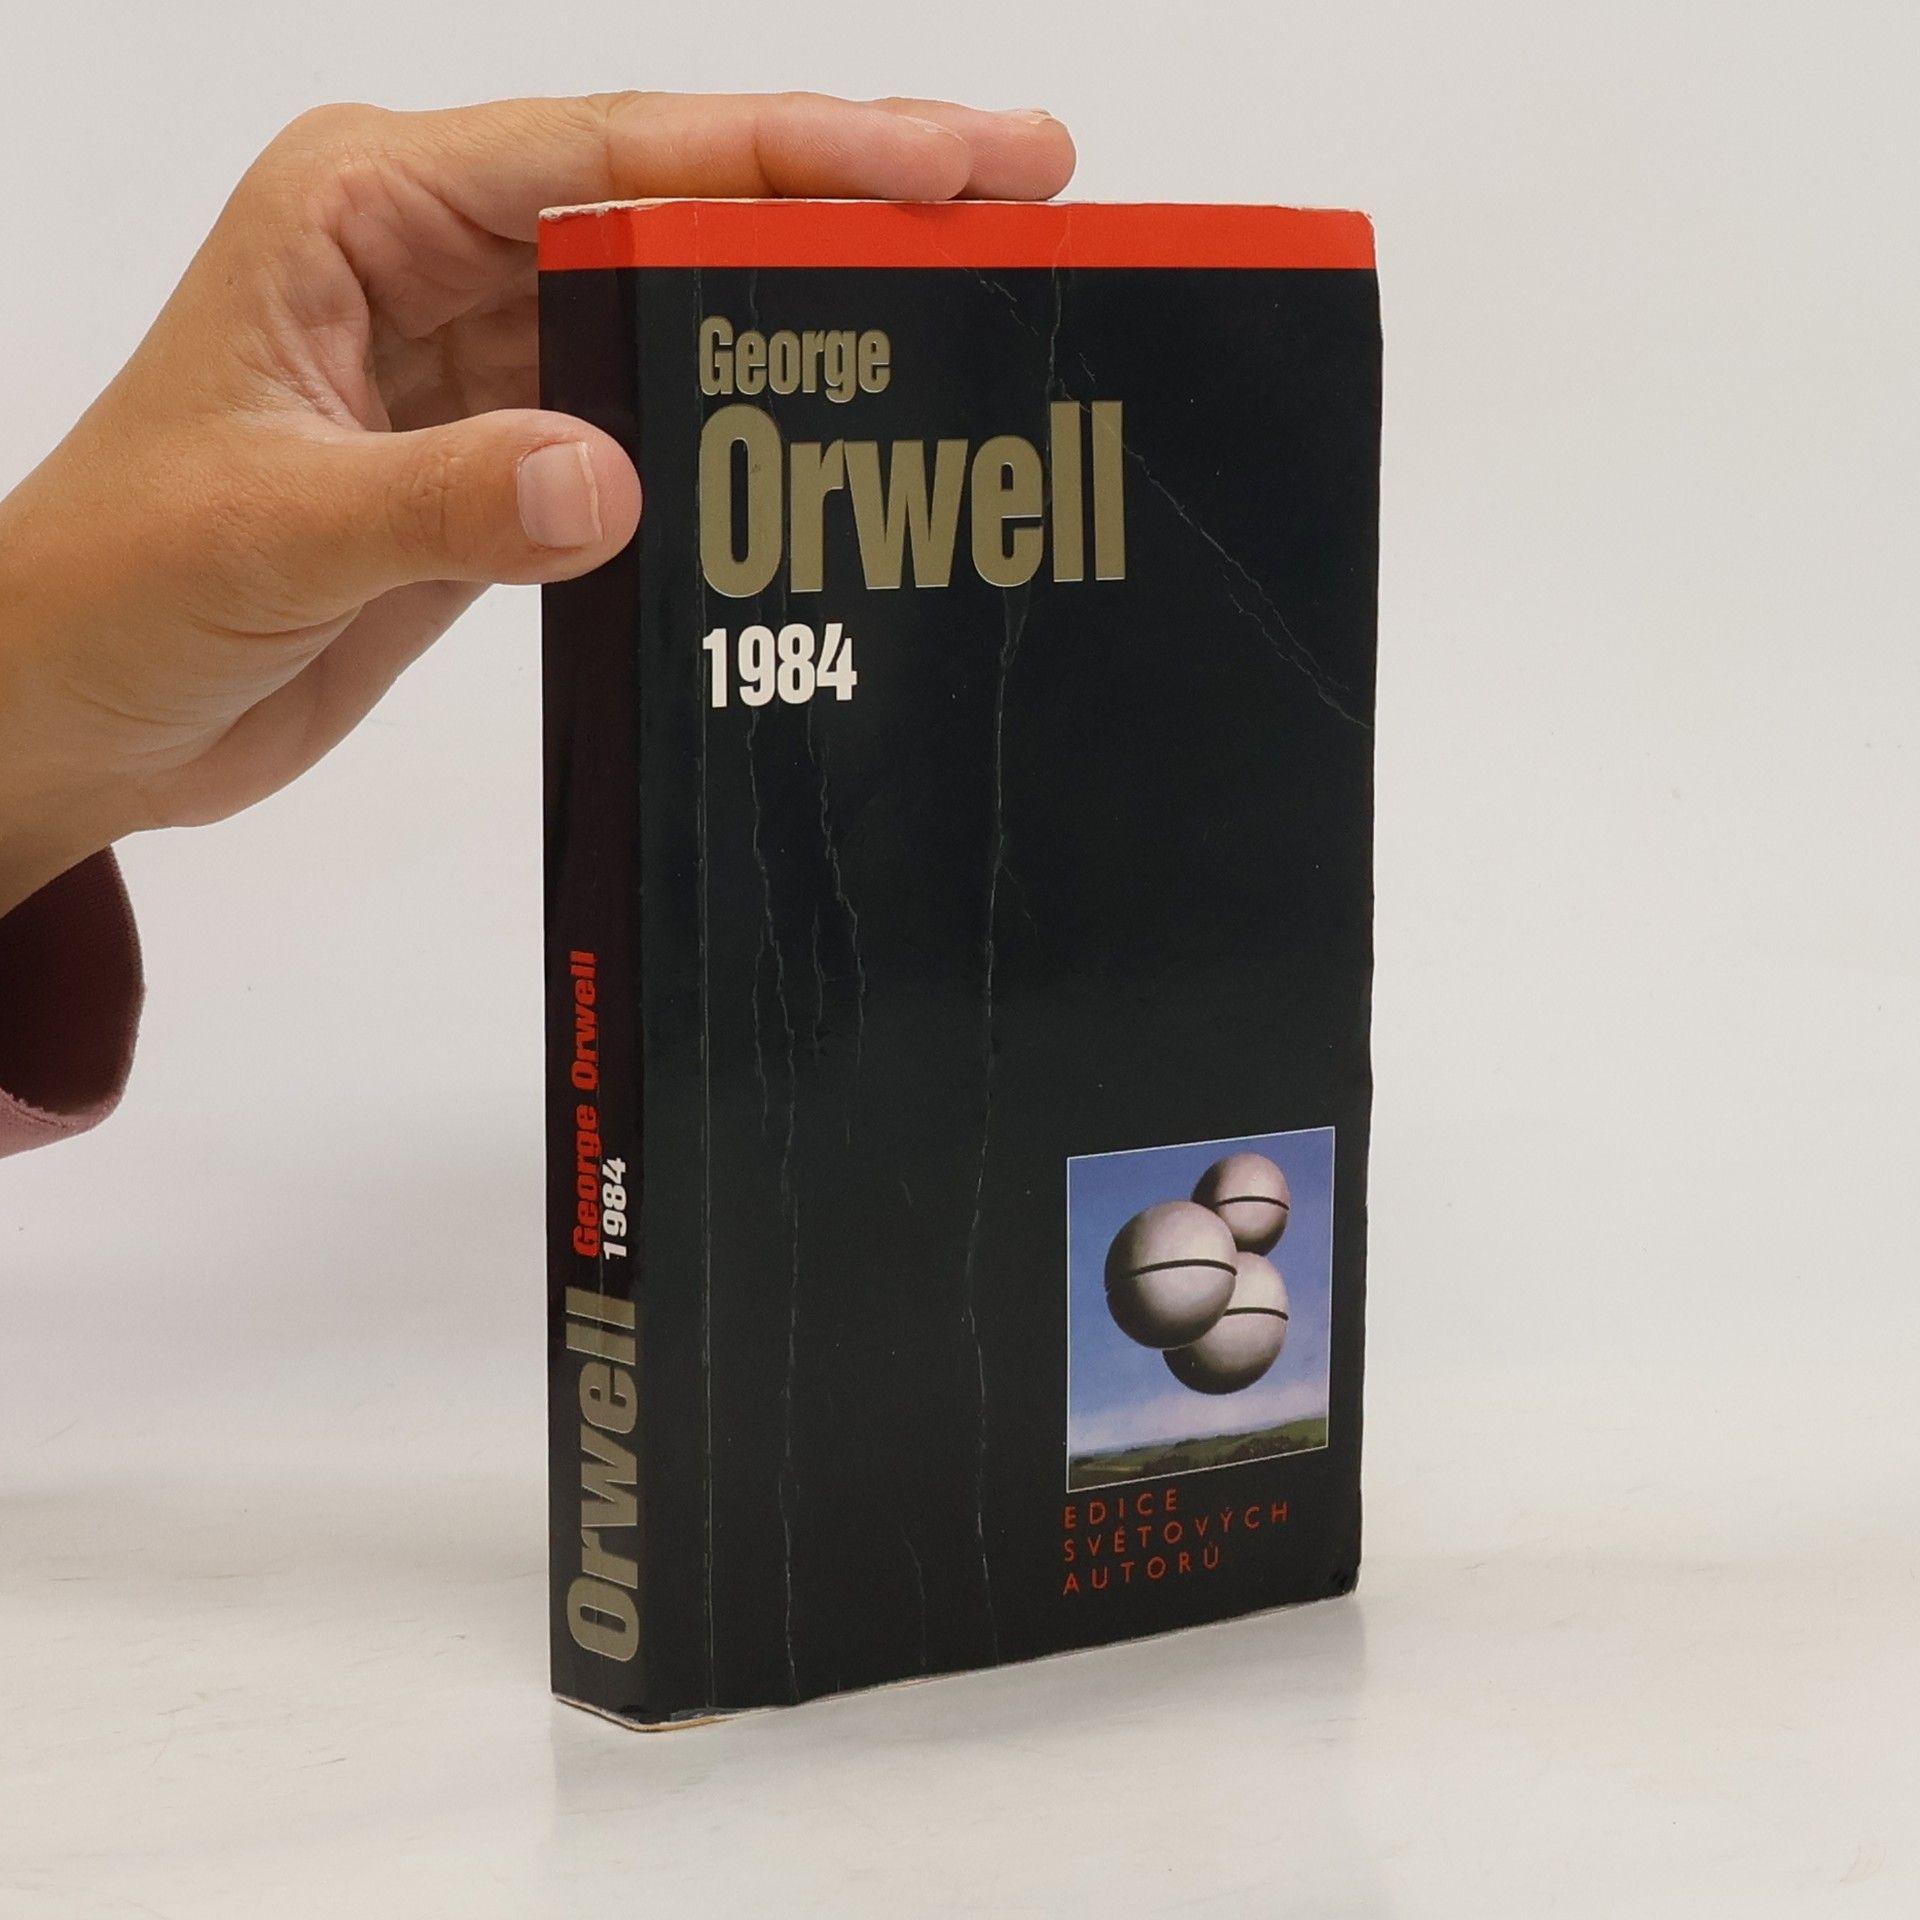 George
Orwell
1984
EDICE
SVĚTOVÝCH
AUTORŮ
George Orwell
1984
Orwell